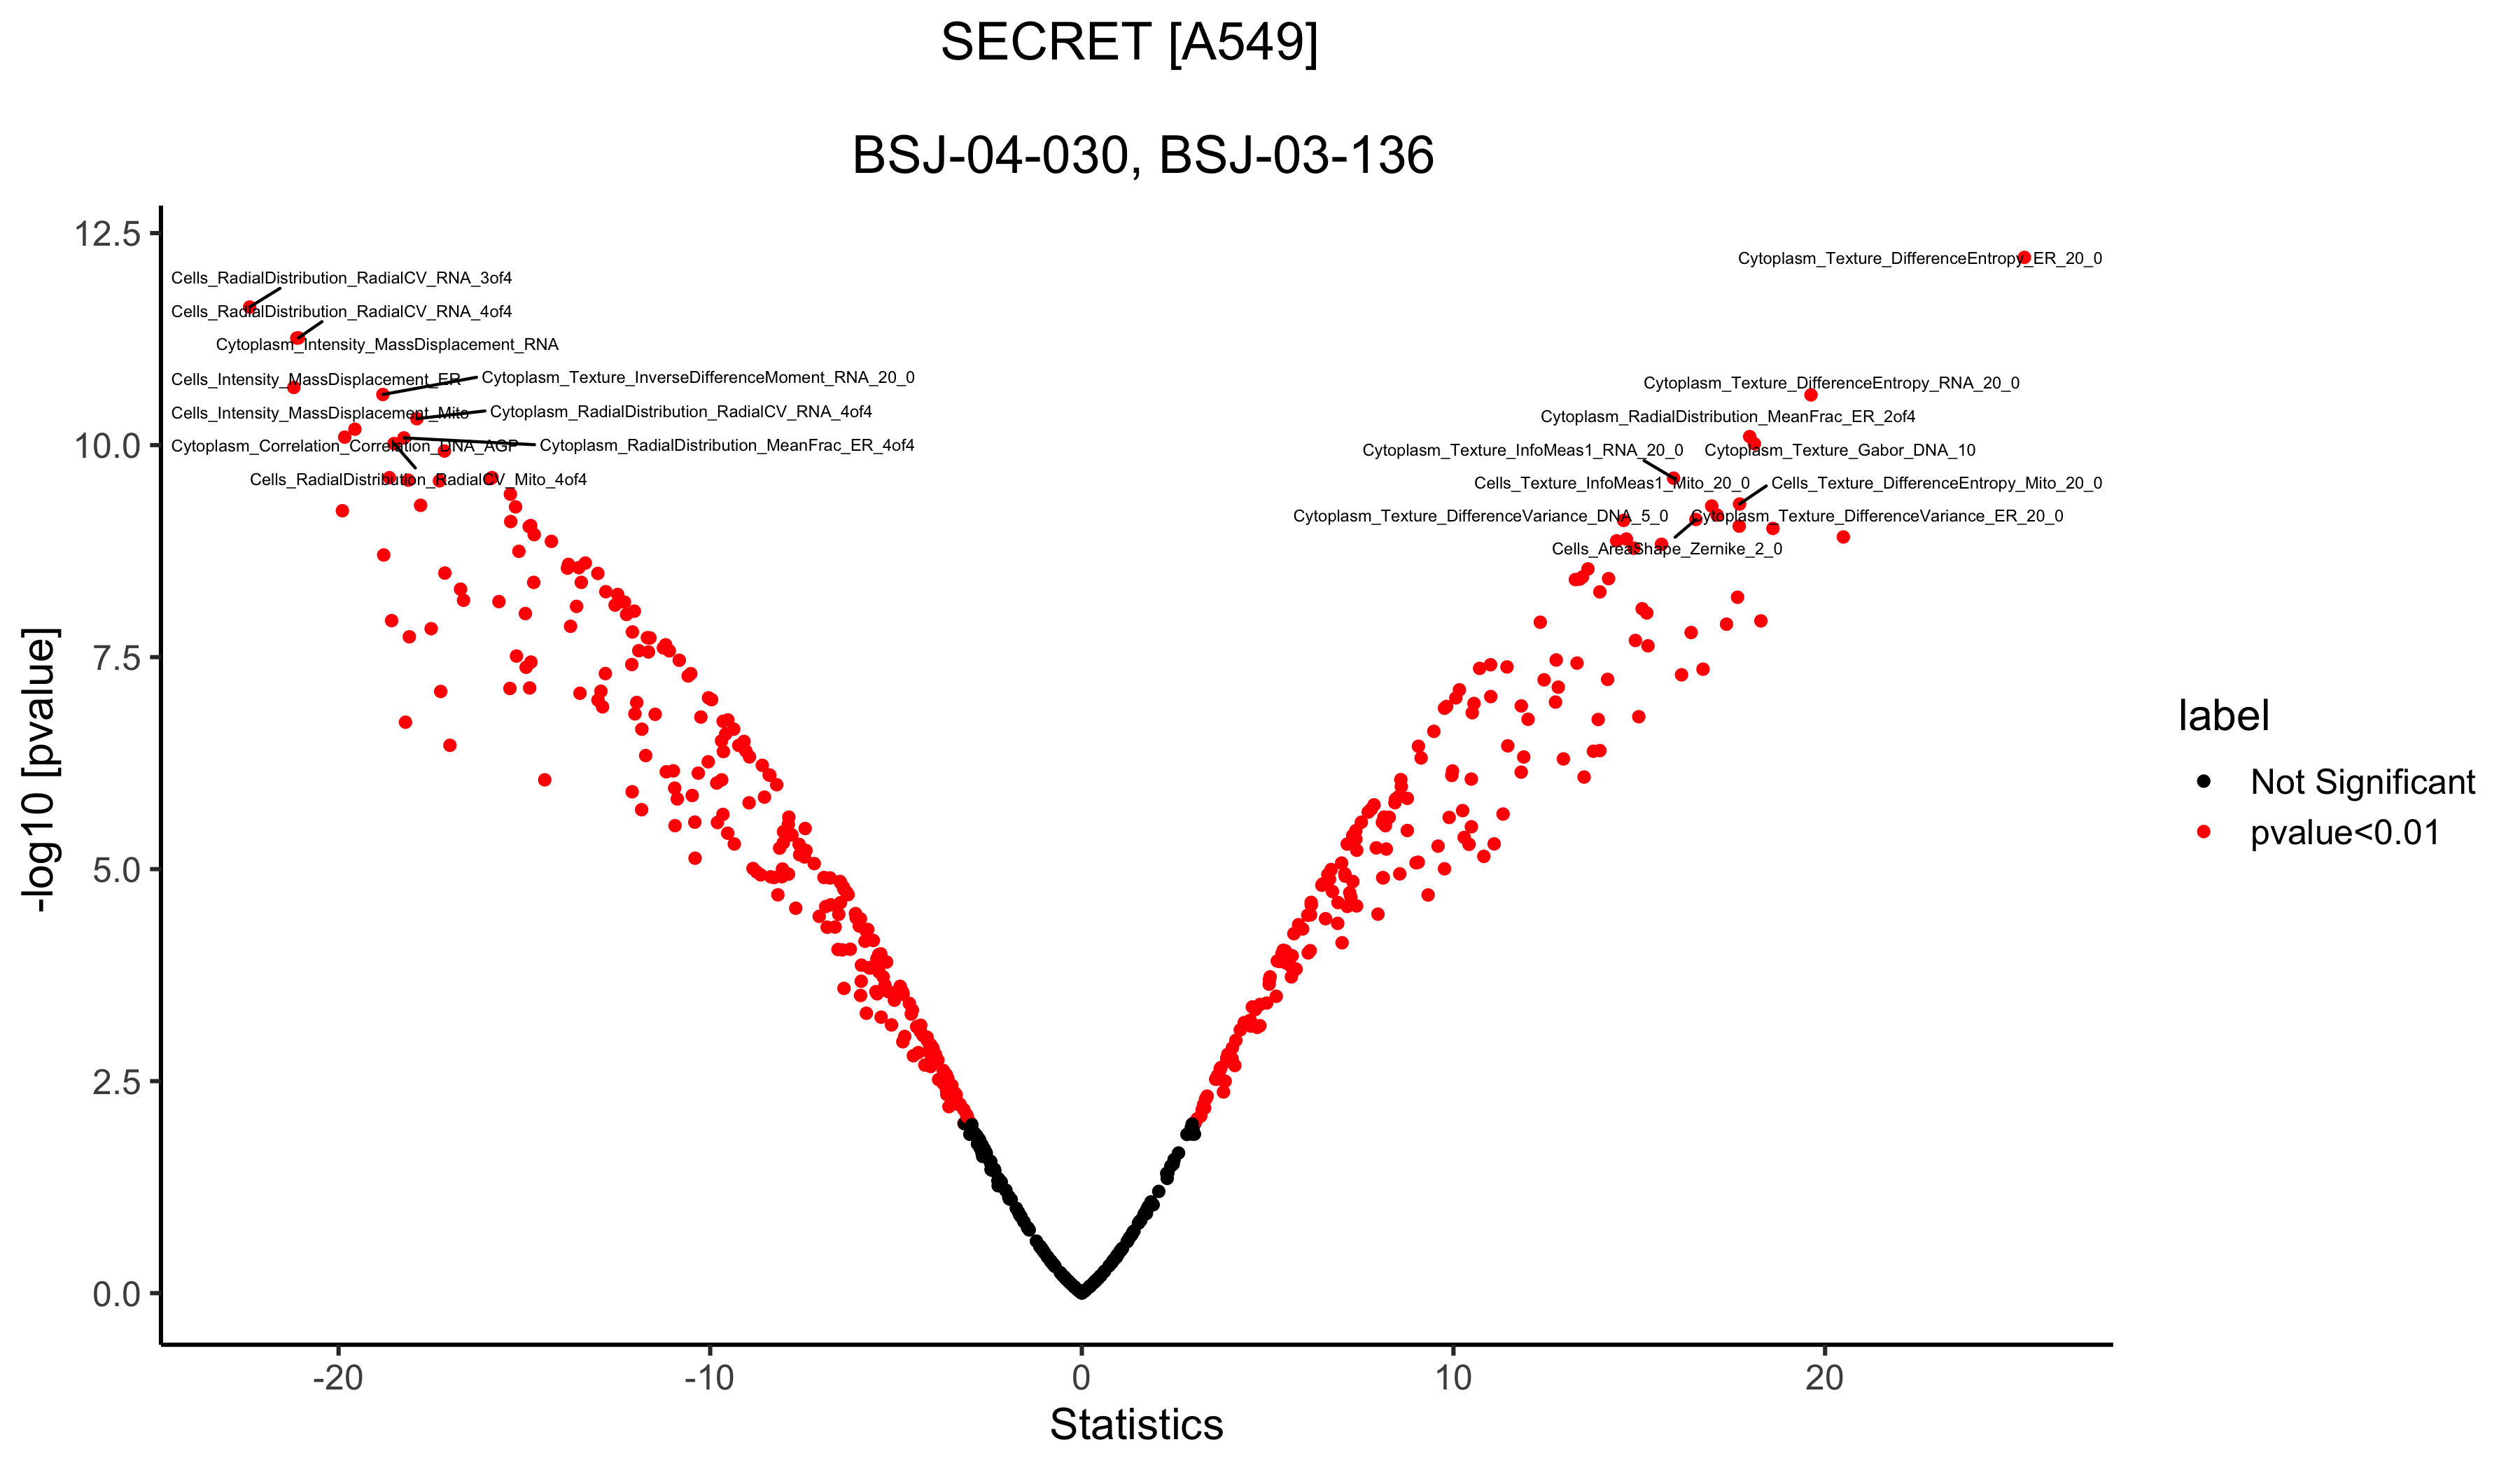 SECRET [A549]
BSJ-04-030, BSJ-03-136
-log10 [pvalue]
12.5
10.0
7.5
5.0
2.5
0.0
Cells_RadialDistribution_RadialCV_RNA_3of4
Cells_RadialDistribution_RadialCV_RNA_4of4
Cytoplasm_Intensity_MassDisplacement_RNA
Cells_Intensity_MassDisplacement_ER
Cytoplasm_Texture_InverseDifferenceMoment_RNA_20_0
Cells_Intensity_MassDisplacement_Mito
Cytoplasm_RadialDistribution_RadialCV_RNA_4of4
Cytoplasm_Correlation_Correlation_DNA_AGP
Cytoplasm_RadialDistribution_MeanFrac_ER_4of4
Cells_RadialDistribution_RadialCV_Mito_4of4
Cytoplasm_Texture_DifferenceEntropy_ER_20_0
Cytoplasm_Texture_DifferenceEntropy_RNA_20_0
Cytoplasm_RadialDistribution_MeanFrac_ER_2of4
Cytoplasm_Texture_InfoMeas1_RNA_20_0
Cytoplasm_Texture_Gabor_DNA_10
Cells_Texture_InfoMeas1_Mito_20_0
Cells_Texture_DifferenceEntropy_Mito_20_0
Cytoplasm_Texture_DifferenceVariance_DNA_5_0
Cytoplasm_Texture_DifferenceVariance_ER_20_0
Cells_AreaShape_Zernike_2_0
-20
-10
0
10
20
Statistics
label
Not Significant
pvalue<0.01